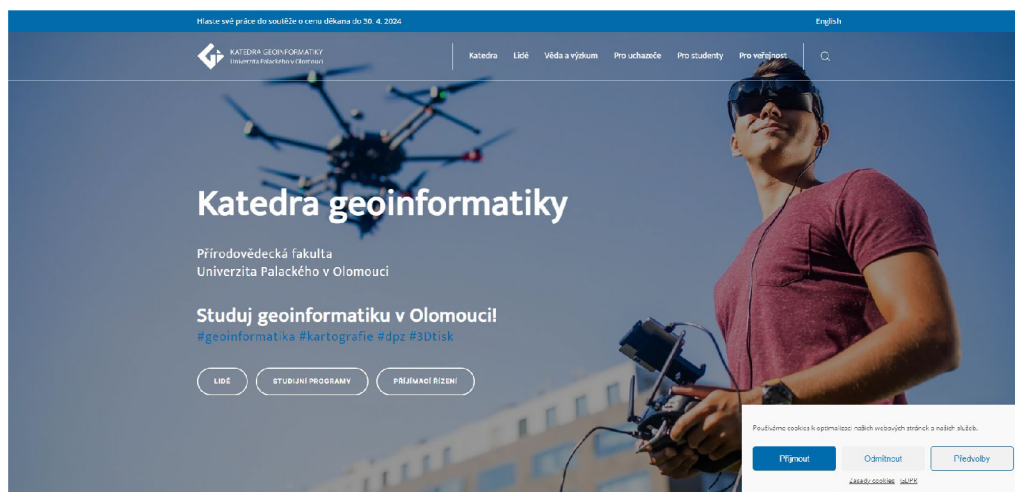 Hlaste své práce do soutěže o cenu děkana do 30. 4. 2024
English
KATEDRA GEOINFORMATIKY
Univerzita Palackého v Olomouci
Katedra
Lidé
Věda a výzkum
Pro uchazeče
Pro studenty
Pro veřejnost
Katedra geoinformatiky
Přírodovědecká fakulta
Univerzita Palackého v Olomouci
Studuj geoinformatiku v Olomouci!
#geoinformatika #kartografie #dpz #3Dtisk
LIDÉ
STUDIJNÍ PROGRAMY
PŘIJÍMACÍ ŘÍZENÍ
Používáme cookies k optimalizaci našich webových stránek a našich služeb.
Příjmout
Odmítnout
Předvolby
Zásady cookies
GDPR